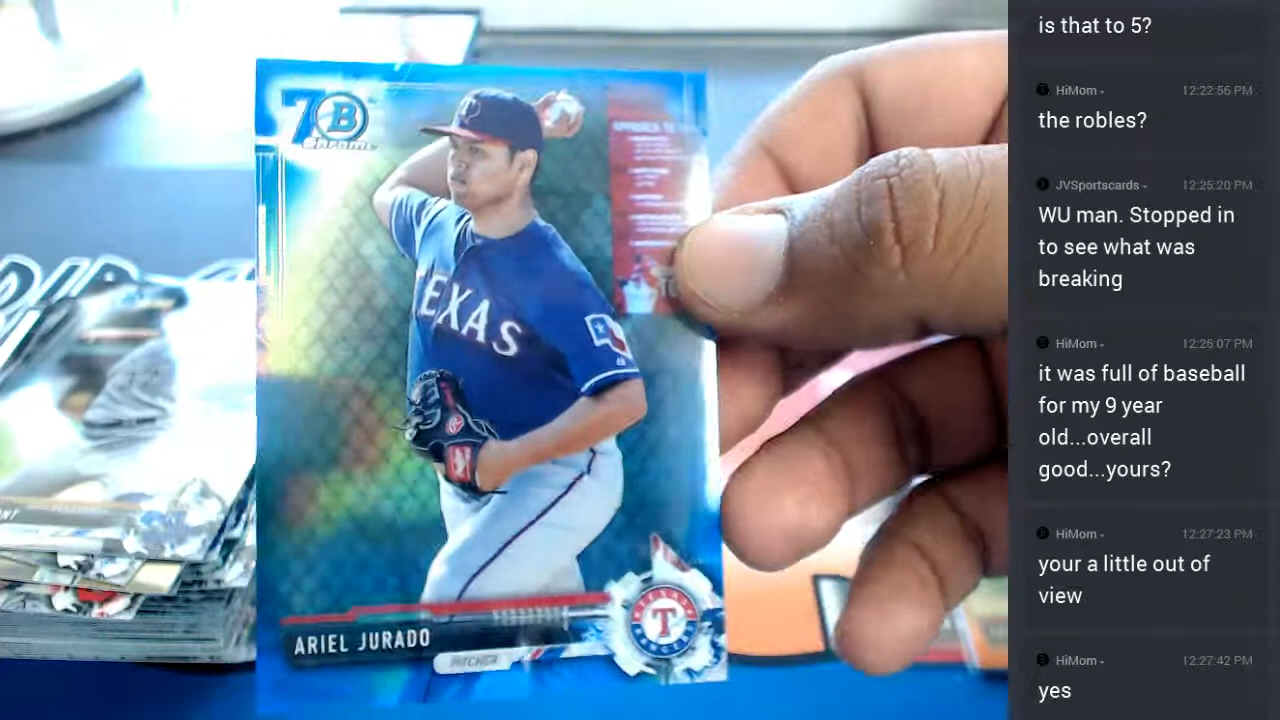 7 B
Chrome
TEXAS
T
ARIEL JURADO
PITCHER
is that to 5?
HiMom 12:22:56 PM
the robles?
JVSportscards 12:25:20 PM
WU man. Stopped in
to see what was
breaking
HiMom 12:26:07 PM
it was full of baseball
for my 9 year
old...overall
good...yours?
HiMom 12:27:23 PM
your a little out of
view
HiMom 12:27:42 PM
yes